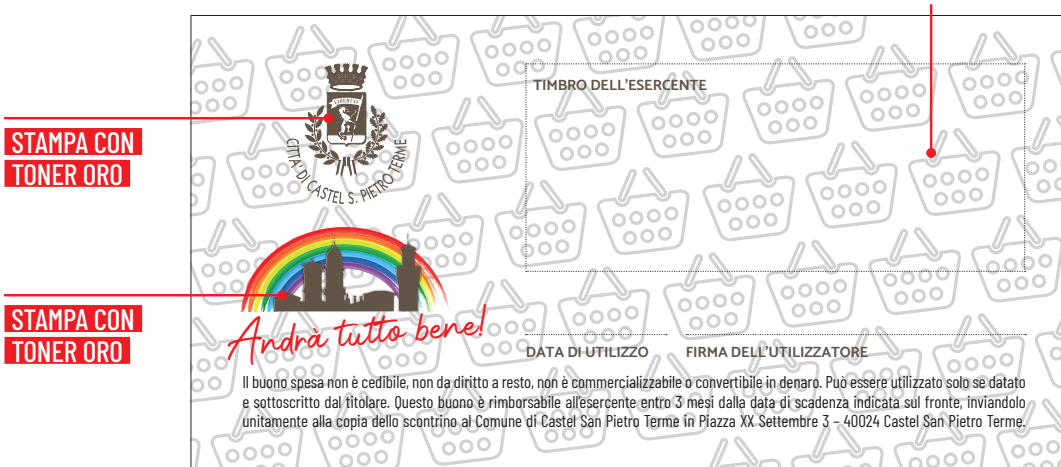 LIBERTAS
CITTA' DI CASTEL S. PIETRO TERME
TIMBRO DELL'ESERCENTE
STAMPA CON
TONER ORO
STAMPA CON
TONER ORO
Andrà tutto bene!
DATA DI UTILIZZO FIRMA DELL'UTILIZZATORE
Il buono spesa non è cedibile, non da diritto a resto, non è commercializzabile o convertibile in denaro. Può essere utilizzato solo se datato
e sottoscritto dal titolare. Questo buono è rimborsabile all'esercente entro 3 mesi dalla data di scadenza indicata sul fronte, inviandolo
unitamente alla copia dello scontrino al Comune di Castel San Pietro Terme in Piazza XX Settembre 3 – 40024 Castel San Pietro Terme.